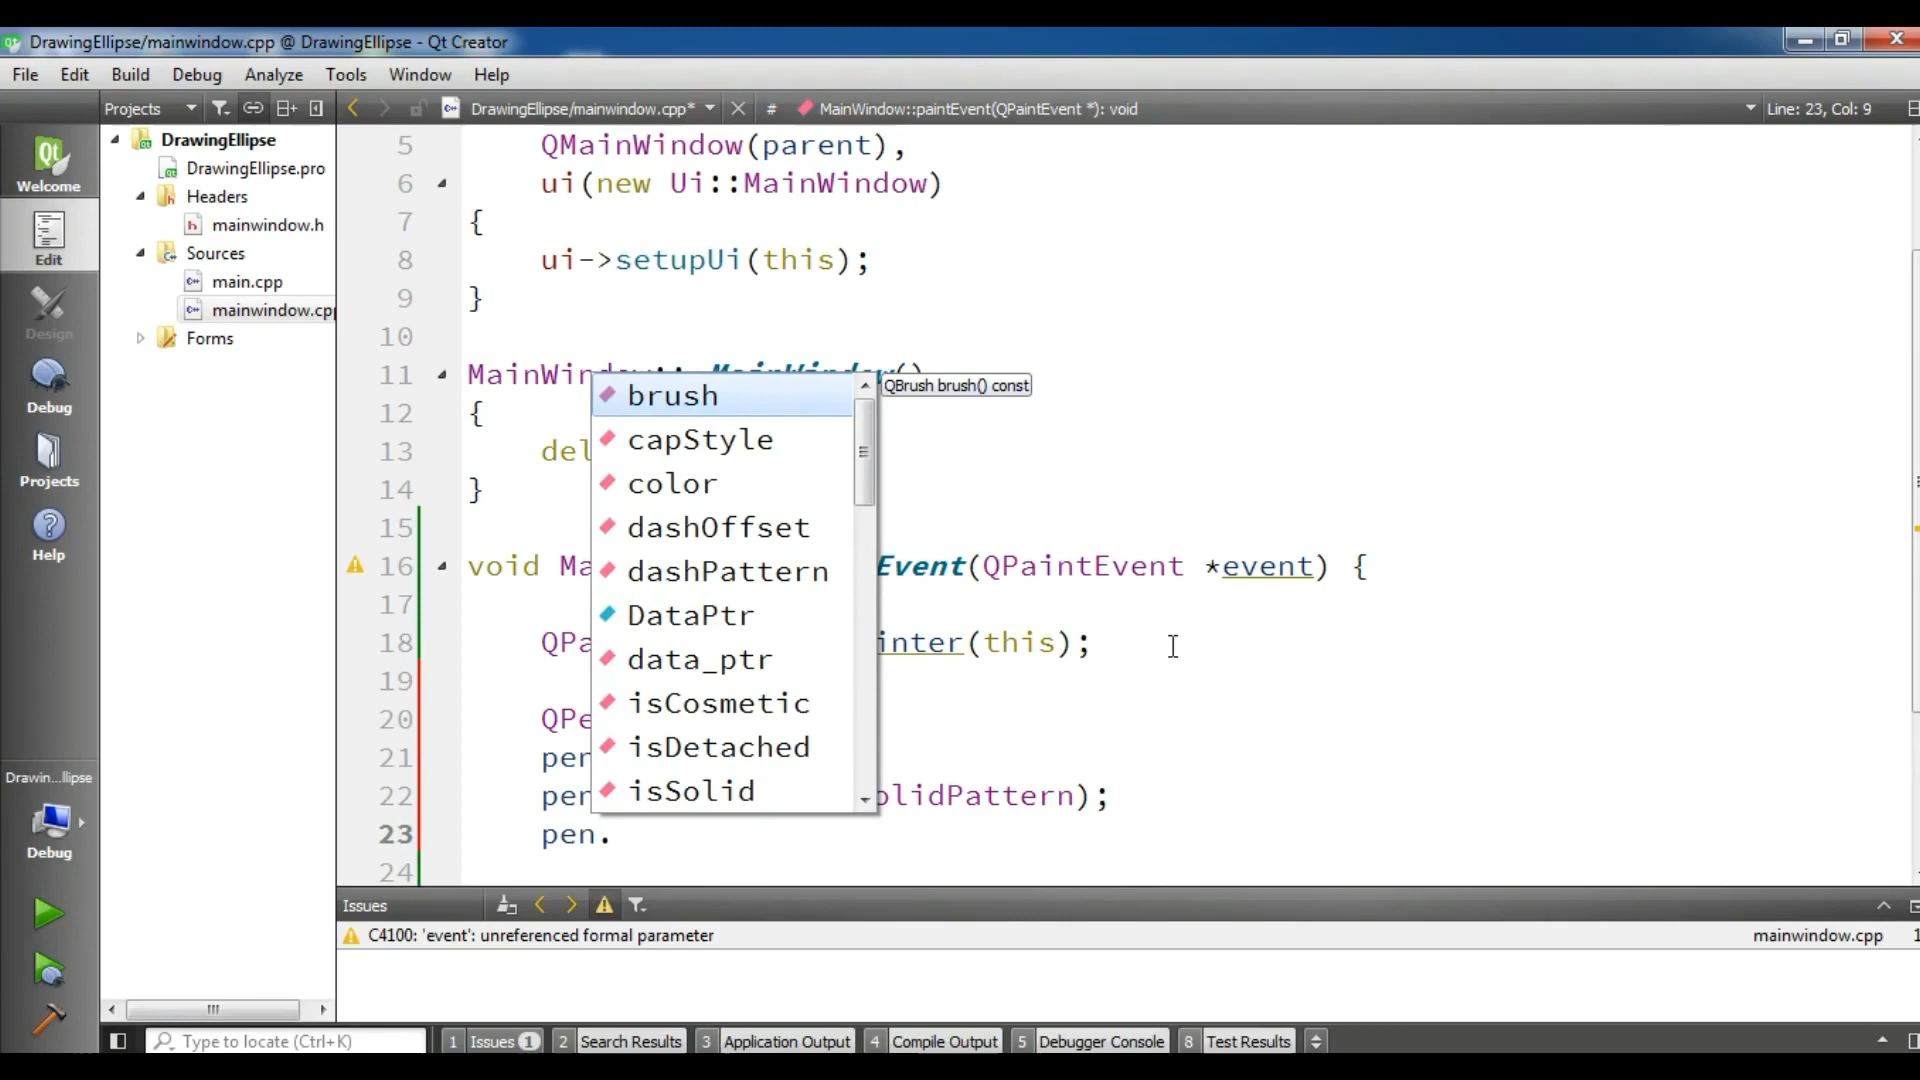 DrawingEllipse/mainwindow.cpp @ DrawingEllipse - Qt Creator
File Edit Build Debug Analyze Tools Window Help
Projects
DrawingEllipse/mainwindow.cpp* # MainWindow::paintEvent(QPaintEvent *): void Line: 23, Col: 9
Welcome
Edit
Design
Debug
Projects
Help
Drawin...llipse
Debug
DrawingEllipse
DrawingEllipse.pro
Headers
mainwindow.h
Sources
main.cpp
mainwindow.cpp
Forms
5 QMainWindow(parent),
6 ui(new Ui::MainWindow)
7 {
8 ui->setupUi(this);
9 }
10
11 MainWin
12 {
13 del
14 }
15
16 void Ma Event(QPaintEvent *event) {
17
18 QPa inter(this);
19
20 QPe
21 pen
22 pen olidPattern);
23 pen.
24
brush
capStyle
color
dashOffset
dashPattern
DataPtr
data_ptr
isCosmetic
isDetached
isSolid
QBrush brush() const
Issues
C4100: 'event': unreferenced formal parameter mainwindow.cpp 1
Type to locate (Ctrl+K) 1 Issues 1 2 Search Results 3 Application Output 4 Compile Output 5 Debugger Console 8 Test Results